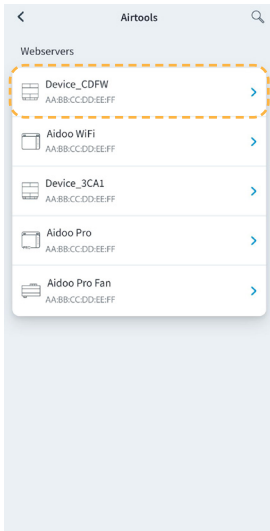 Airtools
Webservers
Device_CDFW
AA:BB:CC:DD:EE:FF
Aidoo WiFi
AA:BB:CC:DD:EE:FF
Device_3CA1
AA:BB:CC:DD:EE:FF
Aidoo Pro
AA:BB:CC:DD:EE:FF
Aidoo Pro Fan
AA:BB:CC:DD:EE:FF